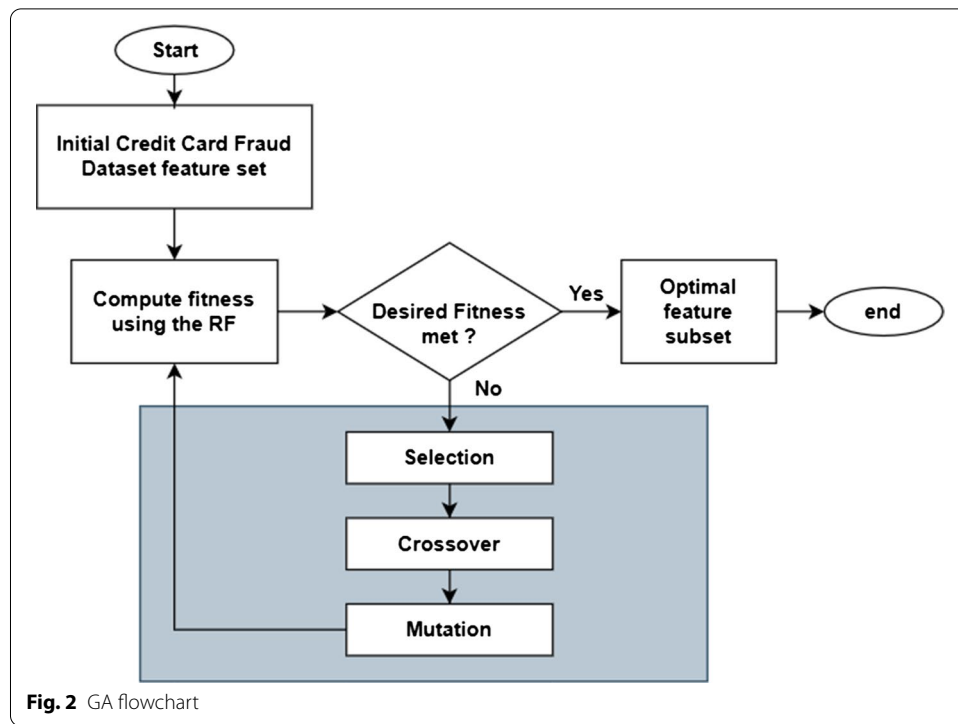 Start
Initial Credit Card Fraud
Dataset feature set
Compute fitness
using the RF
Desired Fitness
met ?
Yes
Optimal
feature
subset
end
No
Selection
Crossover
Mutation
Fig. 2 GA flowchart